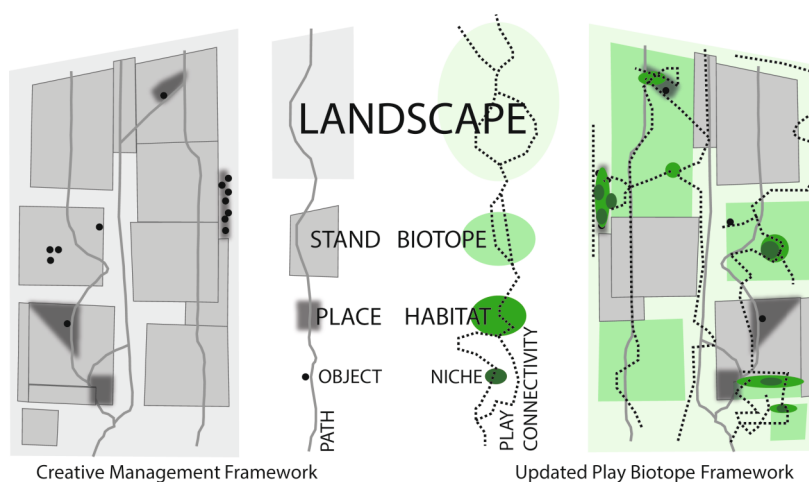 LANDSCAPE
STAND BIOTOPE
PLACE HABITAT
OBJECT NICHE
PATH
PLAY
CONNECTIVITY
Creative Management Framework
Updated Play Biotope Framework